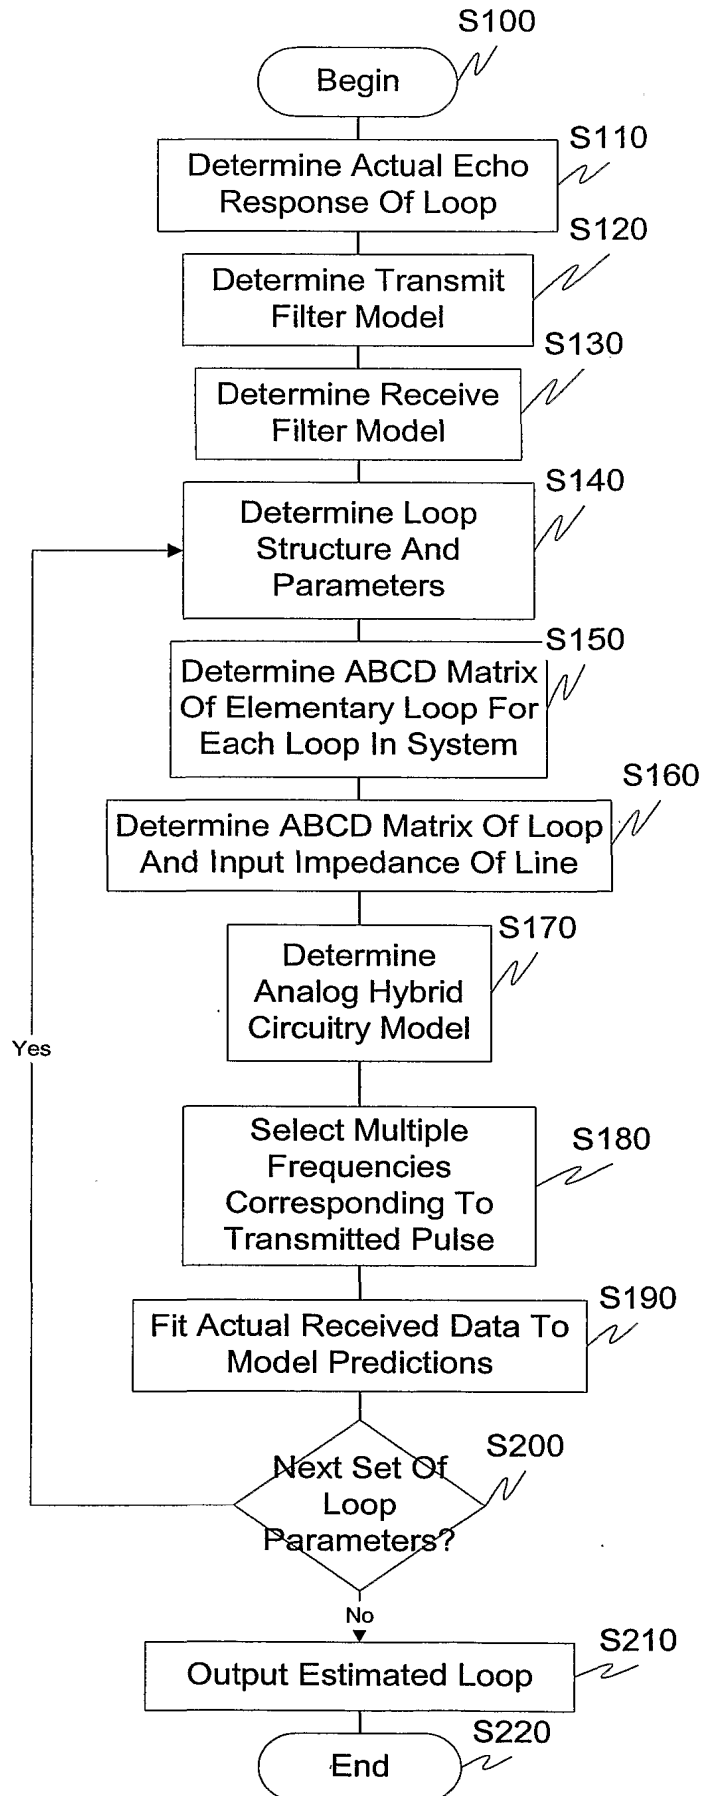 S100
Begin
S110
Determine Actual Echo
Response Of Loop
S120
Determine Transmit
Filter Model
S130
Determine Receive
Filter Model
S140
Determine Loop
Structure And
Parameters
S150
Determine ABCD Matrix
Of Elementary Loop For
Each Loop In System
S160
Determine ABCD Matrix Of Loop
And Input Impedance Of Line
S170
Determine
Analog Hybrid
Circuitry Model
Yes
S180
Select Multiple
Frequencies
Corresponding To
Transmitted Pulse
S190
Fit Actual Received Data To
Model Predictions
S200
Next Set Of
Loop
Parameters?
No
S210
Output Estimated Loop
S220
End